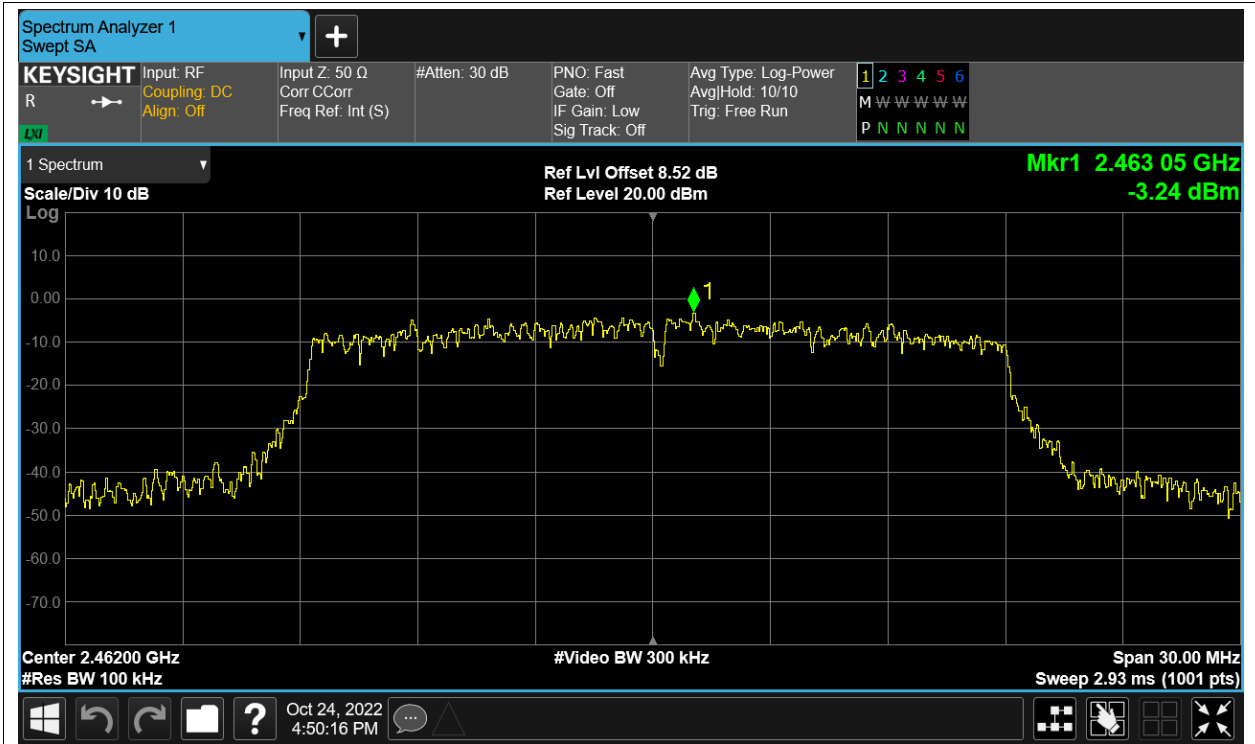 Spectrum Analyzer 1
Swept SA
KEYSIGHT
R
LXI
Input: RF
Coupling: DC
Align: Off
Input Z: 50 Ω
Corr CCorr
Freq Ref: Int (S)
#Atten: 30 dB
PNO: Fast
Gate: Off
IF Gain: Low
Sig Track: Off
Avg Type: Log-Power
Avg|Hold: 10/10
Trig: Free Run
1 2 3 4 5 6
M W W W W W W
P N N N N N
1 Spectrum
Scale/Div 10 dB
Ref Lvl Offset 8.52 dB
Ref Level 20.00 dBm
Mkr1 2.463 05 GHz
-3.24 dBm
Log
10.0
0.00
-10.0
-20.0
-30.0
-40.0
-50.0
-60.0
-70.0
1
Center 2.46200 GHz
#Res BW 100 kHz
#Video BW 300 kHz
Span 30.00 MHz
Sweep 2.93 ms (1001 pts)
?
Oct 24, 2022
4:50:16 PM